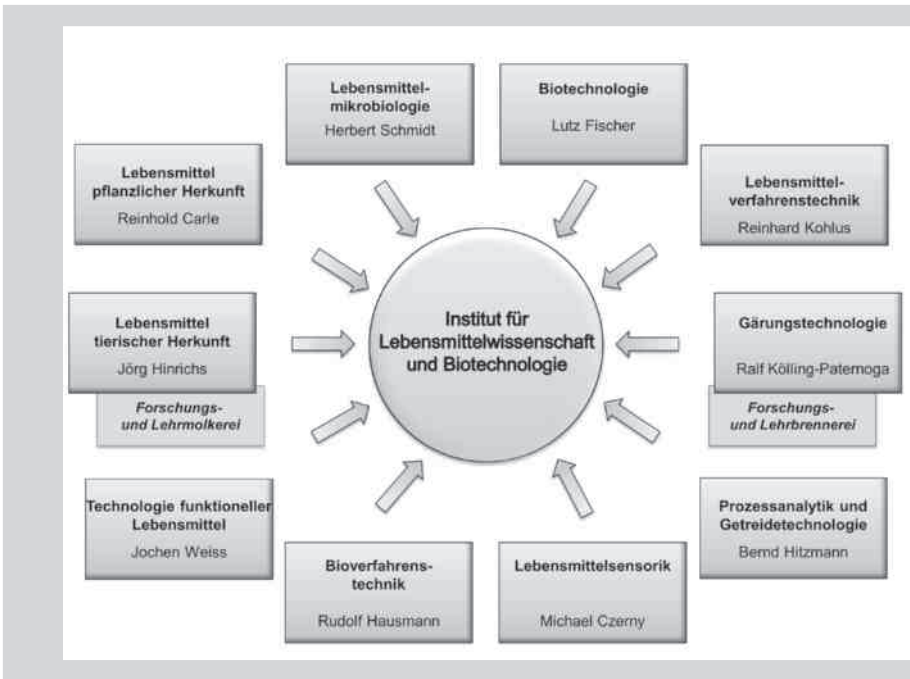 Lebensmittel-
mikrobiologie
Herbert Schmidt
Biotechnologie
Lutz Fischer
Lebensmittel
pflanzlicher Herkunft
Reinhold Carle
Lebensmittel-
verfahrenstechnik
Reinhard Kohlus
Institut für
Lebensmittelwissenschaft
und Biotechnologie
Lebensmittel
tierischer Herkunft
Jörg Hinrichs
Forschungs-
und Lehrmolkerei
Gärungstechnologie
Ralf Kölling-Paternoga
Forschungs-
und Lehrbrennerei
Technologie funktioneller
Lebensmittel
Jochen Weiss
Prozessanalytik und
Getreidetechnologie
Bernd Hitzmann
Bioverfahrens-
technik
Rudolf Hausmann
Lebensmittelsensorik
Michael Czerny